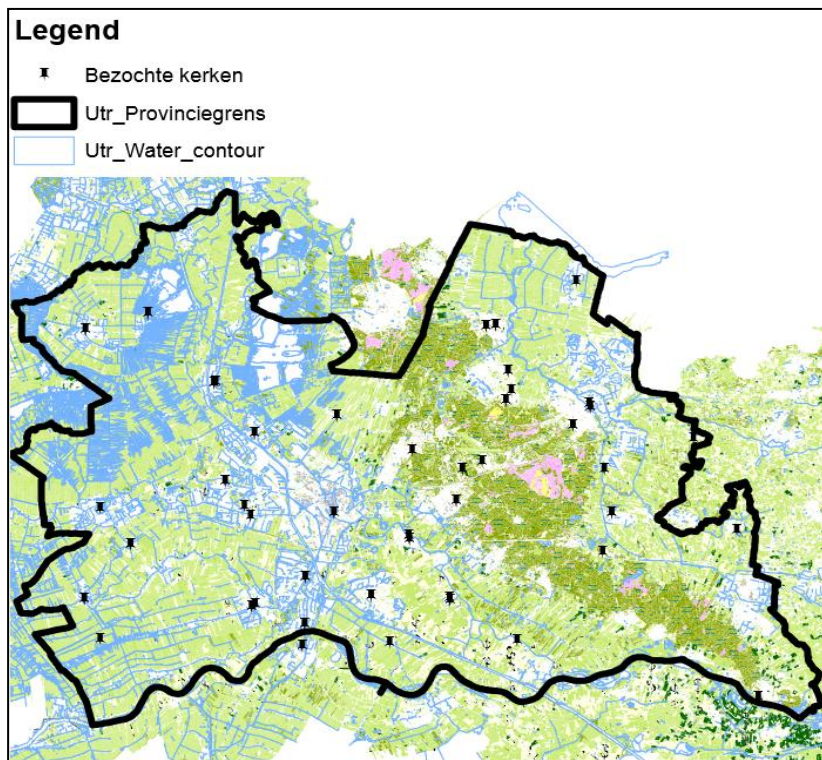 Legend
Bezochte kerken
Utr_Provinciegrens
Utr_Water_contour